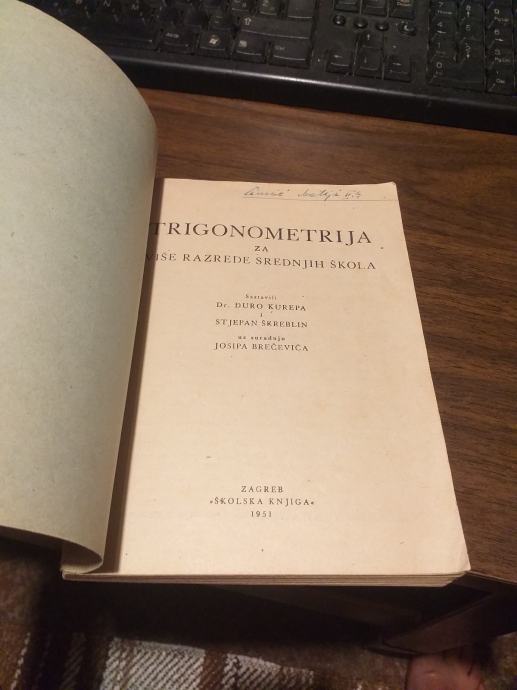 TRIGONOMETRIJA
ZA
VIŠE RAZREDE SREDNJIH ŠKOLA
Sastavili
Dr. ĐURO KUREPA
i
STJEPAN ŠKREBLIN
uz suradnju
JOSIPA BREČEVIĆA
ZAGREB
»ŠKOLSKA KNJIGA«
1951